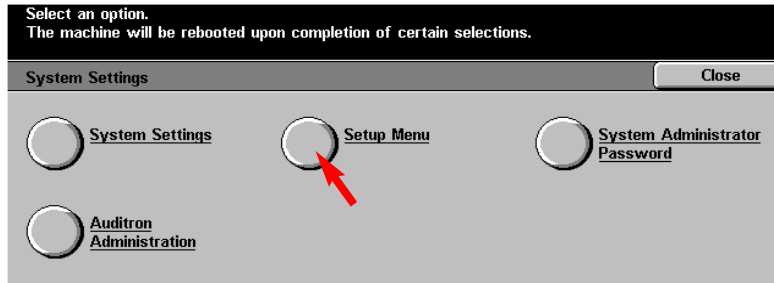 Select an option.
The machine will be rebooted upon completion of certain selections.
System Settings
Close
System Settings
Setup Menu
System Administrator
Password
Auditron
Administration